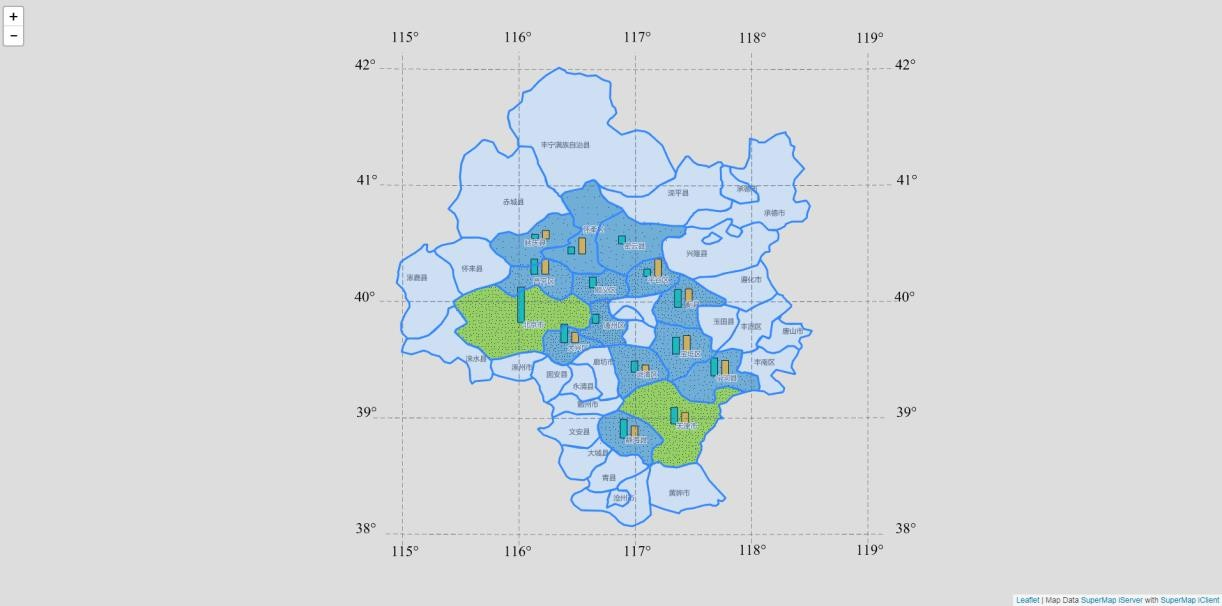 +
−
115° 116° 117° 118° 119°
42° 42°
丰宁满族自治县
41° 41°
滦平县
承德市
赤城县
承德市
延庆县
密云县
兴隆县
怀来县
涿鹿县
昌平区
平谷区
遵化市
顺义区
40° 40°
北京市
通州区
玉田县
丰润区
唐山市
大兴区
宝坻区
涞水县
涿州市
廊坊市
丰南区
固安县
武清区
宁河县
永清县
霸州市
39° 39°
天津市
文安县
静海县
大城县
青县
沧州市
黄骅市
38° 38°
115° 116° 117° 118° 119°
Leaflet | Map Data SuperMap iServer with SuperMap iClient